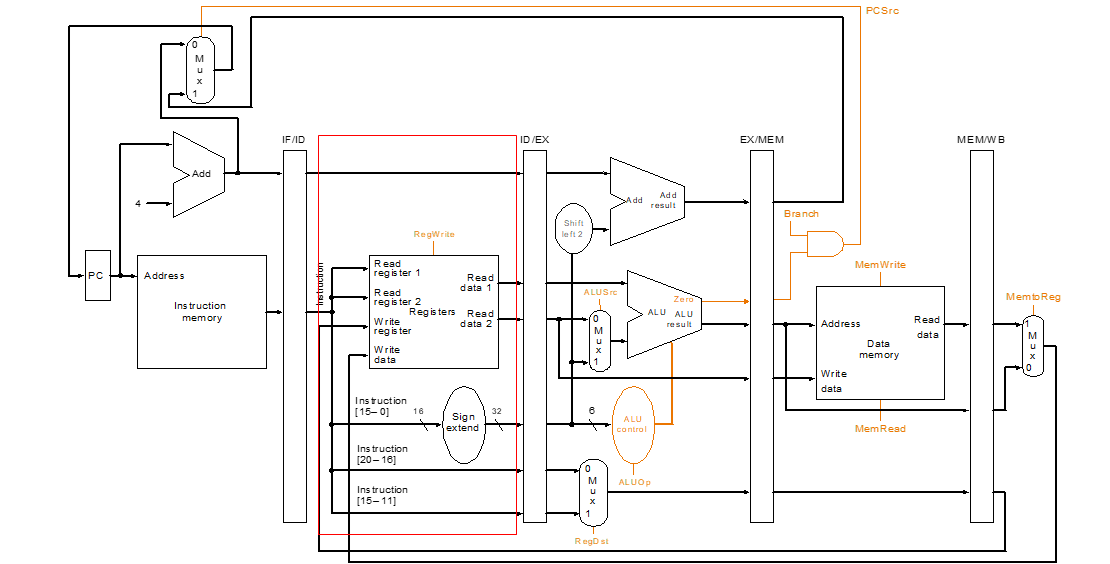 PCSrc
0
M
u
x
1
IF/ID
ID/EX
EX/MEM
MEM/WB
Add
4
Add
Add
result
Shift
left 2
Branch
RegWrite
PC
Address
Instruction
memory
Instruction
Read
register 1
Read
register 2
Write
register
Write
data
Registers
Read
data 1
Read
data 2
ALUSrc
0
M
u
x
1
Zero
ALU
ALU
result
MemWrite
Address
Read
data
Data
memory
Write
data
MemRead
MemtoReg
1
M
u
x
0
Instruction
[15–0]
16
Sign
extend
32
6
ALU
control
ALUOp
Instruction
[20–16]
Instruction
[15–11]
0
M
u
x
1
RegDst